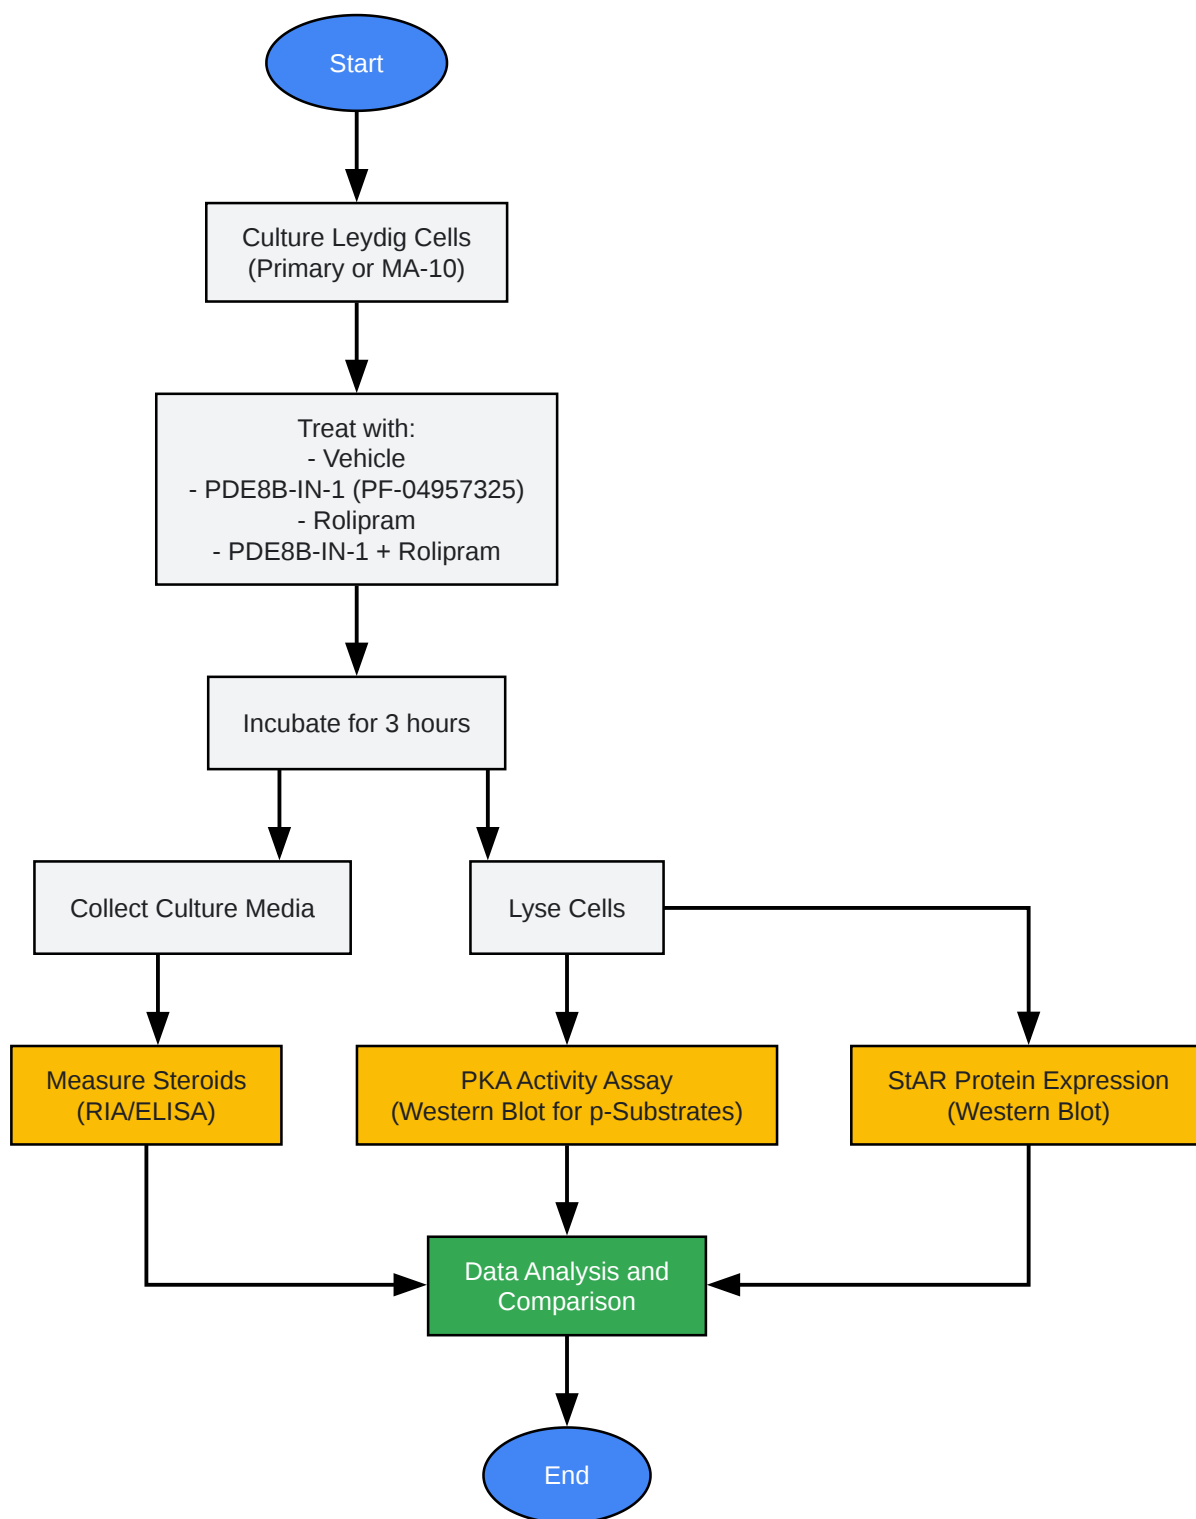 Start
Culture Leydig Cells
(Primary or MA-10)
Treat with:
- Vehicle
- PDE8B-IN-1 (PF-04957325)
- Rolipram
- PDE8B-IN-1 + Rolipram
Incubate for 3 hours
Collect Culture Media
Lyse Cells
Measure Steroids
(RIA/ELISA)
PKA Activity Assay
(Western Blot for p-Substrates)
StAR Protein Expression
(Western Blot)
Data Analysis and
Comparison
End